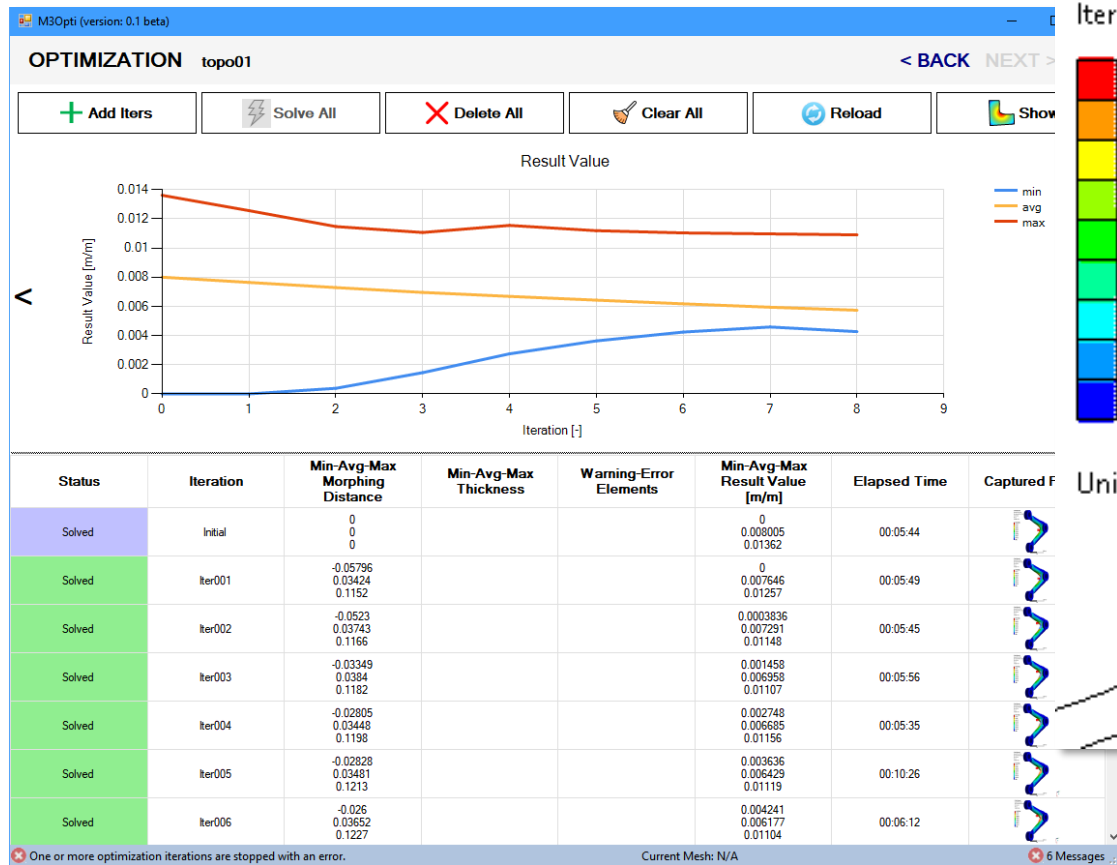 M3Opti (version: 0.1 beta)
OPTIMIZATION topo01 < BACK NEXT >
Add Iters Solve All Delete All Clear All Reload Show
Result Value
0.014
0.012
0.01
0.008
0.006
0.004
0.002
0
Result Value [m/m]
min
avg
max
<
0 1 2 3 4 5 6 7 8 9
Iteration [-]
Iter
Uni
Status Iteration Min-Avg-Max Morphing Distance Min-Avg-Max Thickness Warning-Error Elements Min-Avg-Max Result Value [m/m] Elapsed Time Captured F
Solved Initial 0 0 00:05:44
0 0.008005
0 0.01362
Solved Iter001 -0.05796 0 00:05:49
0.03424 0.007646
0.1152 0.01257
Solved Iter002 -0.0523 0.0003836 00:05:45
0.03743 0.007291
0.1166 0.01148
Solved Iter003 -0.03349 0.001458 00:05:56
0.0384 0.006958
0.1182 0.01107
Solved Iter004 -0.02805 0.002748 00:05:35
0.03448 0.006685
0.1198 0.01156
Solved Iter005 -0.02828 0.003636 00:10:26
0.03481 0.006429
0.1213 0.01119
Solved Iter006 -0.026 0.004241 00:06:12
0.03652 0.006177
0.1227 0.01104
One or more optimization iterations are stopped with an error. Current Mesh: N/A 6 Messages